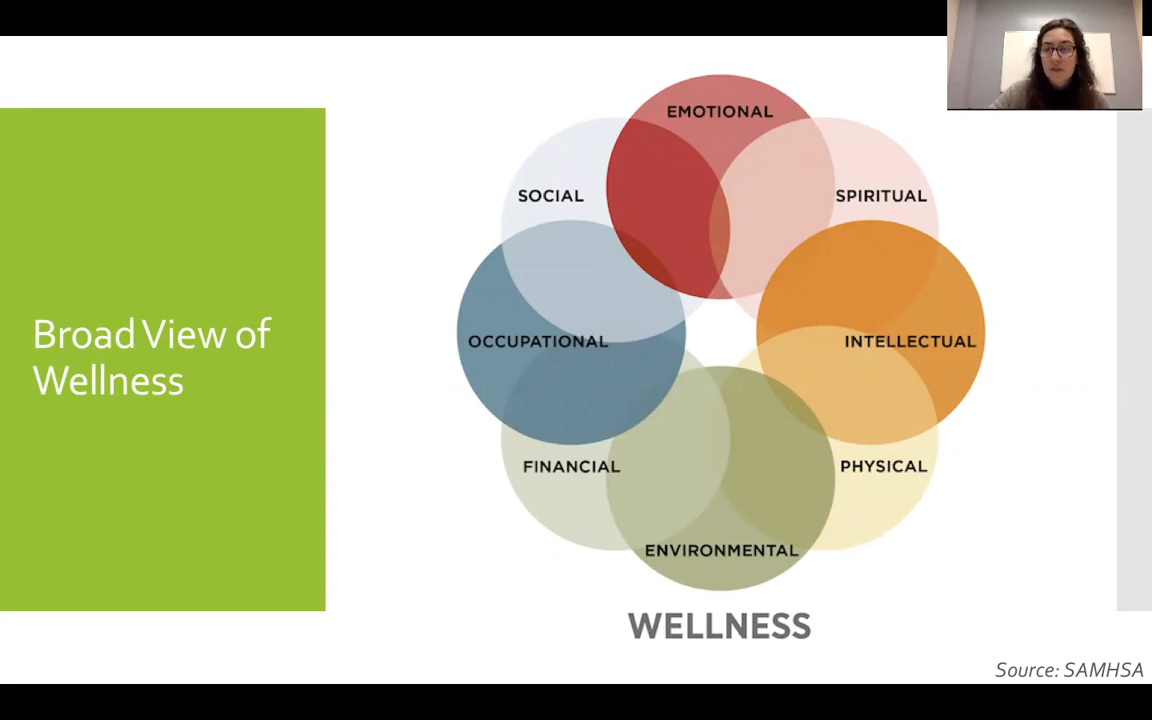 Broad View of
Wellness
EMOTIONAL
SOCIAL
SPIRITUAL
OCCUPATIONAL
INTELLECTUAL
FINANCIAL
PHYSICAL
ENVIRONMENTAL
WELLNESS
Source: SAMHSA